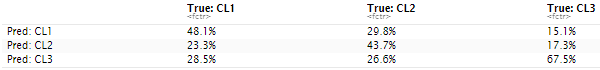 True: CL1 True: CL2 True: CL3
<fctr> <fctr> <fctr>
Pred: CL1 48.1% 29.8% 15.1%
Pred: CL2 23.3% 43.7% 17.3%
Pred: CL3 28.5% 26.6% 67.5%